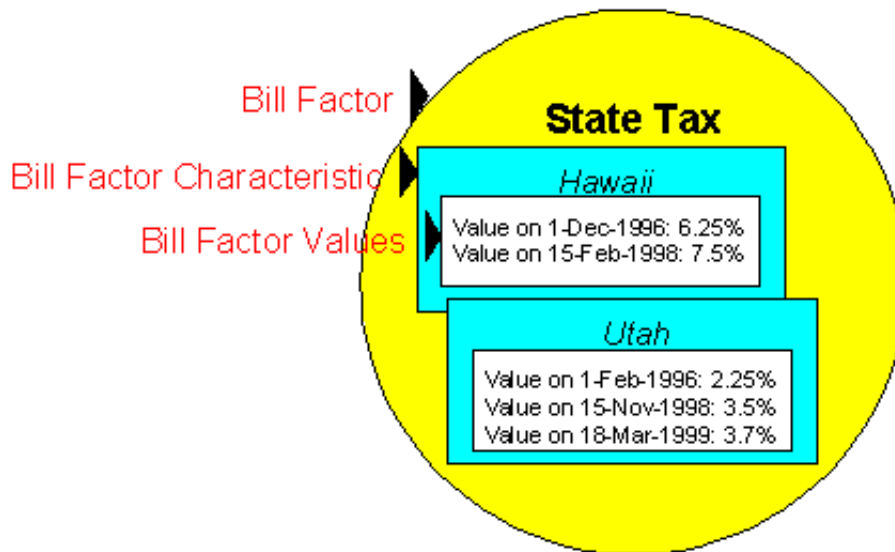 Bill Factor
State Tax
Bill Factor Characteristic
Hawaii
Bill Factor Values
Value on 1-Dec-1996: 6.25%
Value on 15-Feb-1998: 7.5%
Utah
Value on 1-Feb-1996: 2.25%
Value on 15-Nov-1998: 3.5%
Value on 18-Mar-1999: 3.7%